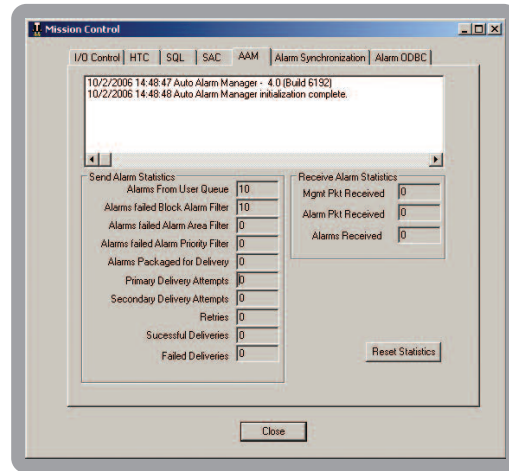 Mission Control
I/O Control HTC SQL SAC AAM Alarm Synchronization Alarm ODBC
10/2/2006 14:48:47 Auto Alarm Manager - 4.0 (Build 6192)
10/2/2006 14:48:48 Auto Alarm Manager initialization complete.
Send Alarm Statistics
Alarms From User Queue 10
Alarms failed Block Alarm Filter 10
Alarms failed Alarm Area Filter 0
Alarms failed Alarm Priority Filter 0
Alarms Packaged for Delivery 0
Primary Delivery Attempts 0
Secondary Delivery Attempts 0
Retries 0
Sucessful Deliveries 0
Failed Deliveries 0
Receive Alarm Statistics
Mgmt Pkt Received 0
Alarm Pkt Received 0
Alarms Received 0
Reset Statistics
Close